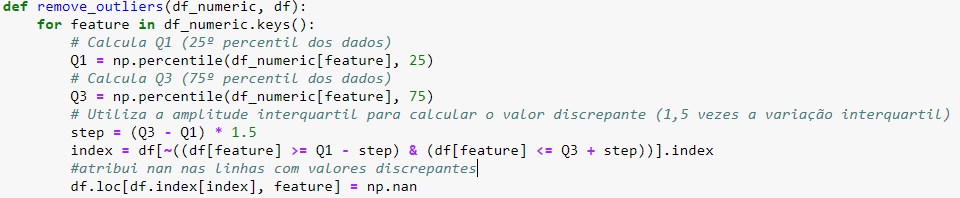 def remove_outliers(df_numeric, df):
    for feature in df_numeric.keys():
        # Calcula Q1 (25º percentil dos dados)
        Q1 = np.percentile(df_numeric[feature], 25)
        # Calcula Q3 (75º percentil dos dados)
        Q3 = np.percentile(df_numeric[feature], 75)
        # Utiliza a amplitude interquartil para calcular o valor discrepante (1,5 vezes a variação interquartil)
        step = (Q3 - Q1) * 1.5
        index = df[~((df[feature] >= Q1 - step) & (df[feature] <= Q3 + step))].index
        #atribui nan nas linhas com valores discrepantes
        df.loc[df.index[index], feature] = np.nan